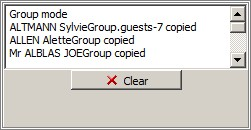 Group mode
ALTMANN SylvieGroup.guests-7 copied
ALLEN AletteGroup copied
Mr ALBLAS JOEGroup copied
Clear